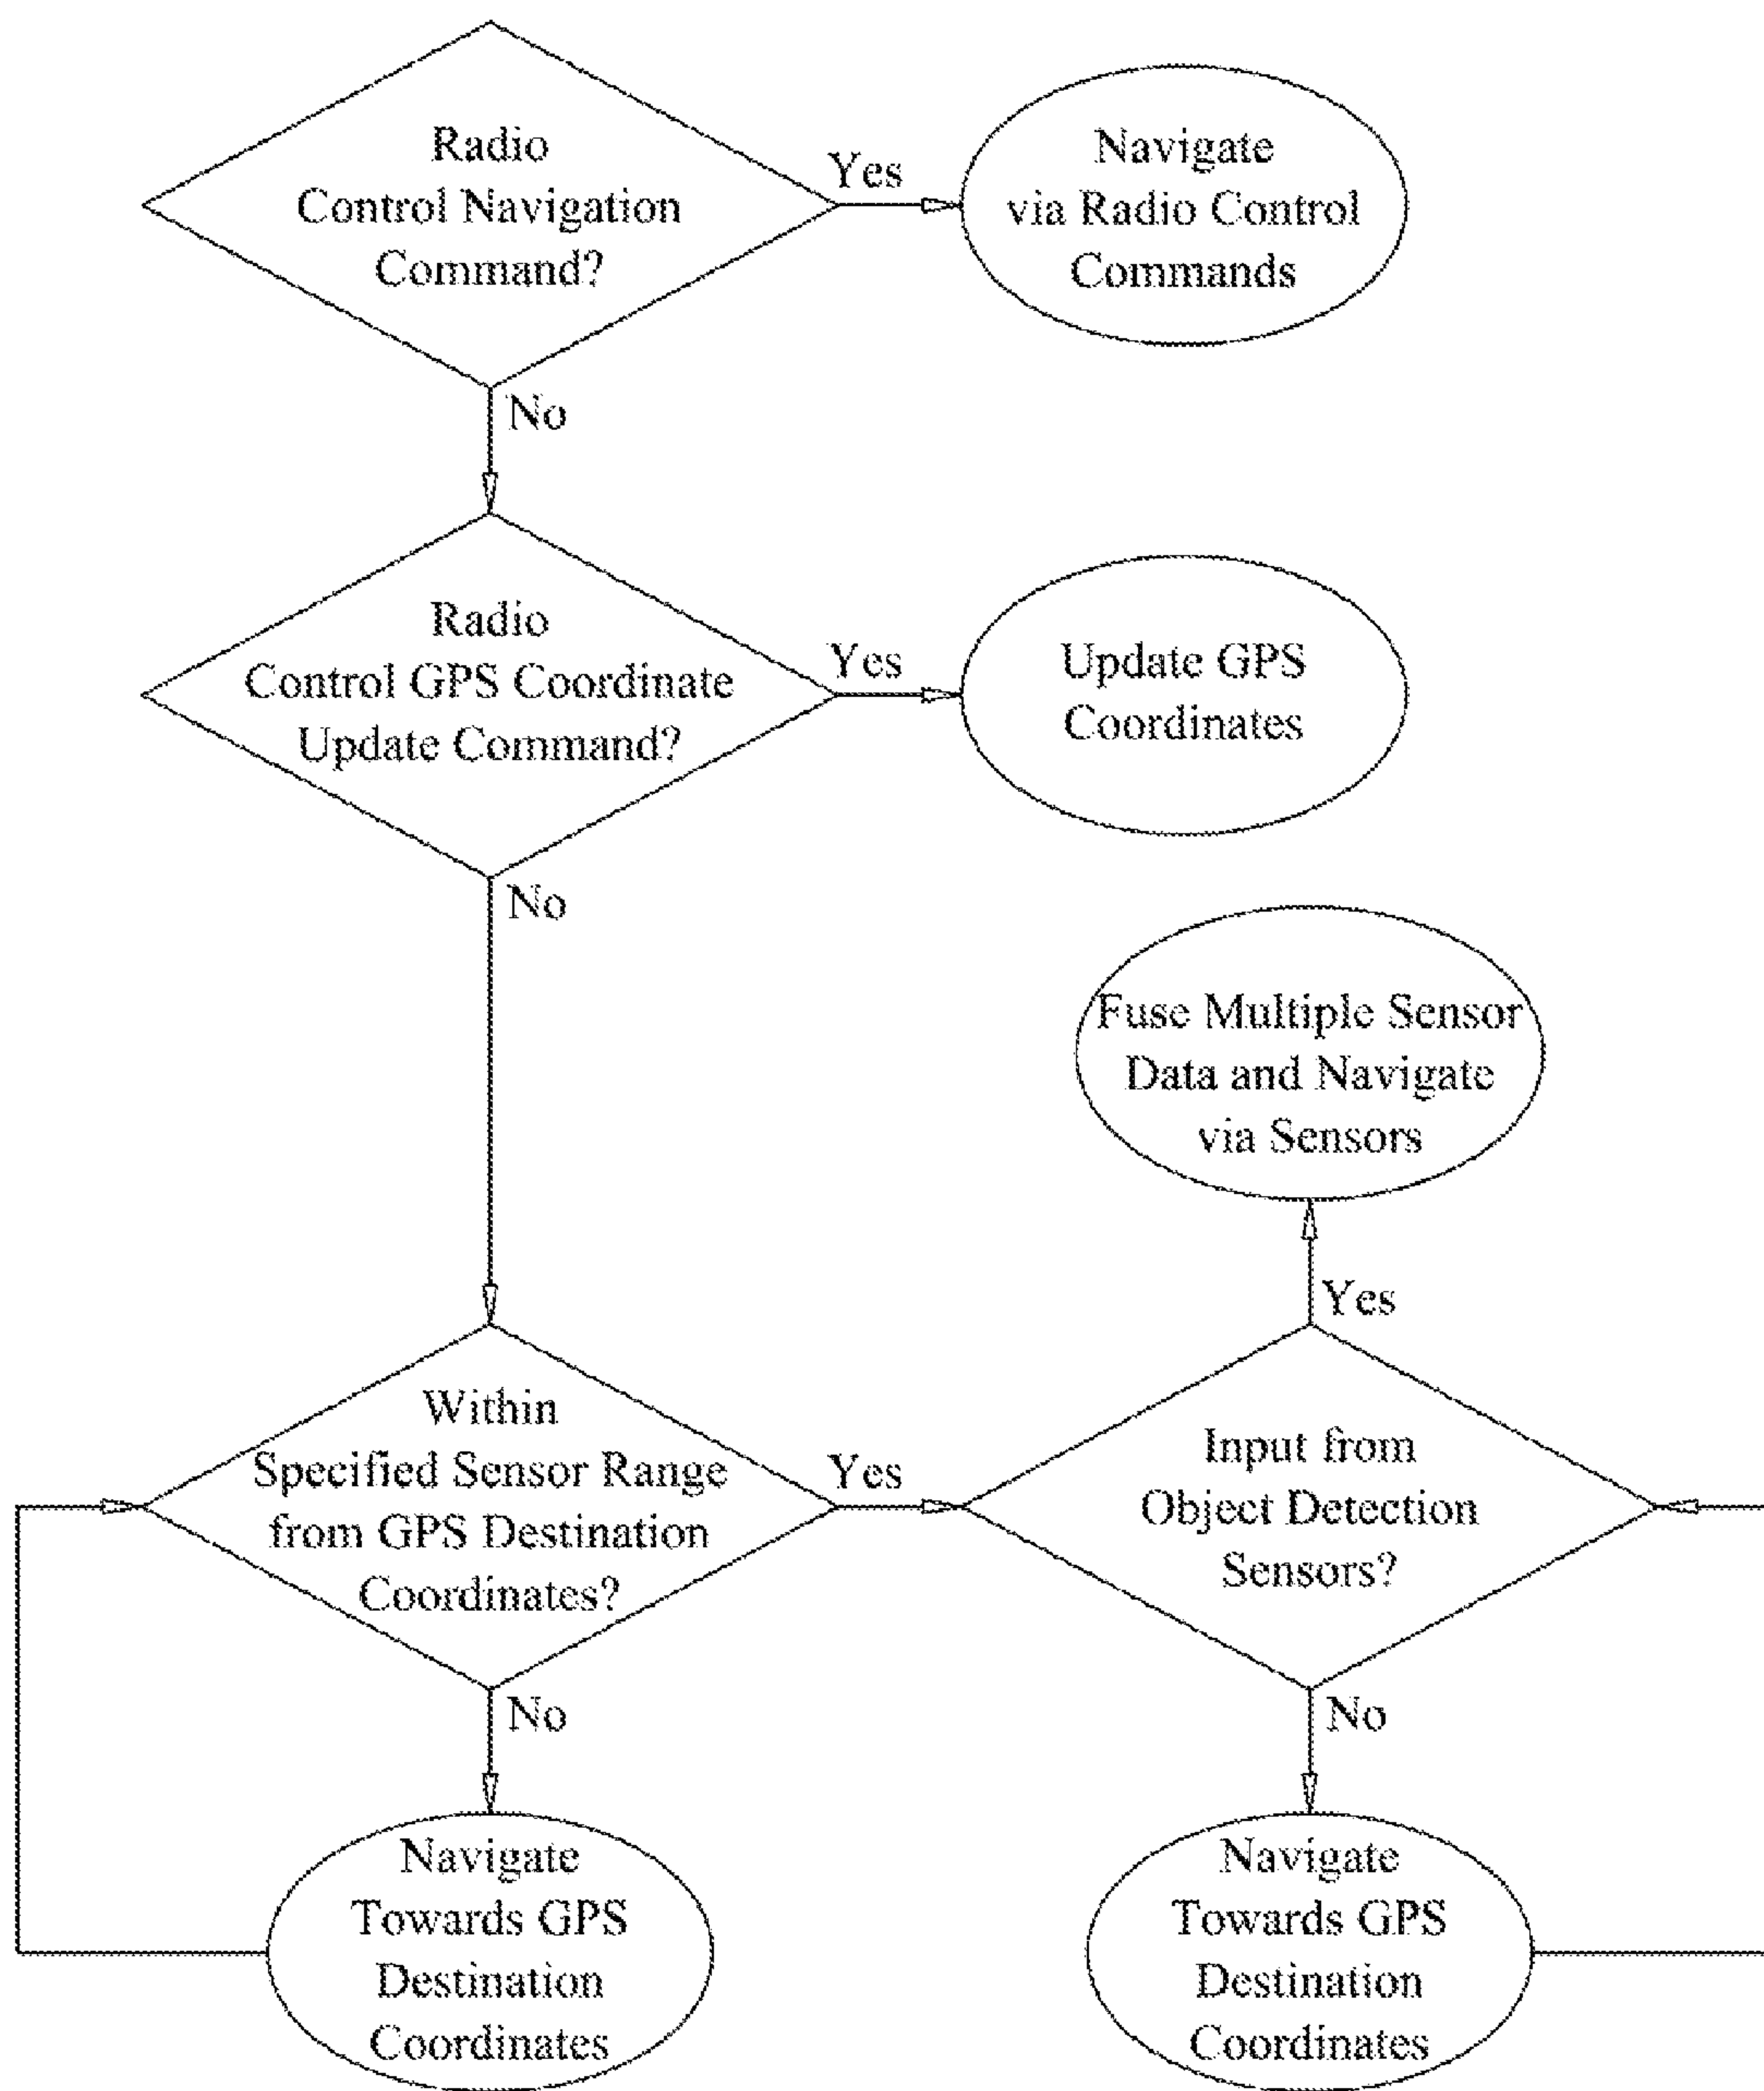 Radio
Control Navigation
Command?
Yes
Navigate
via Radio Control
Commands
No
Radio
Control GPS Coordinate
Update Command?
Yes
Update GPS
Coordinates
No
Fuse Multiple Sensor
Data and Navigate
via Sensors
Yes
Within
Specified Sensor Range
from GPS Destination
Coordinates?
Yes
Input from
Object Detection
Sensors?
No
No
Navigate
Towards GPS
Destination
Coordinates
Navigate
Towards GPS
Destination
Coordinates